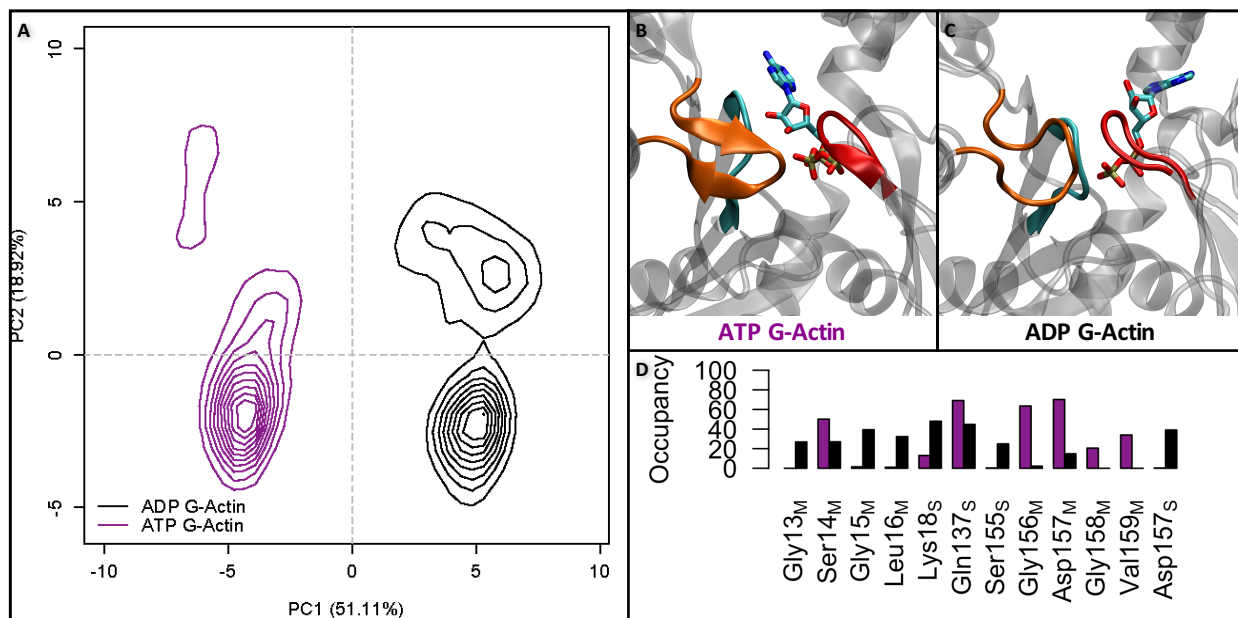 A
10
5
0
-5
PC2 (18.92%)
ADP G-Actin
ATP G-Actin
-10
-5
0
5
10
PC1 (51.11%)
B
ATP G-Actin
C
ADP G-Actin
D
Occupancy
100
80
60
40
20
0
Gly13M
Ser14M
Gly15M
Leu16M
Lys18S
Gln137S
Ser155S
Gly156M
Asp157M
Gly158M
Val159M
Asp157S